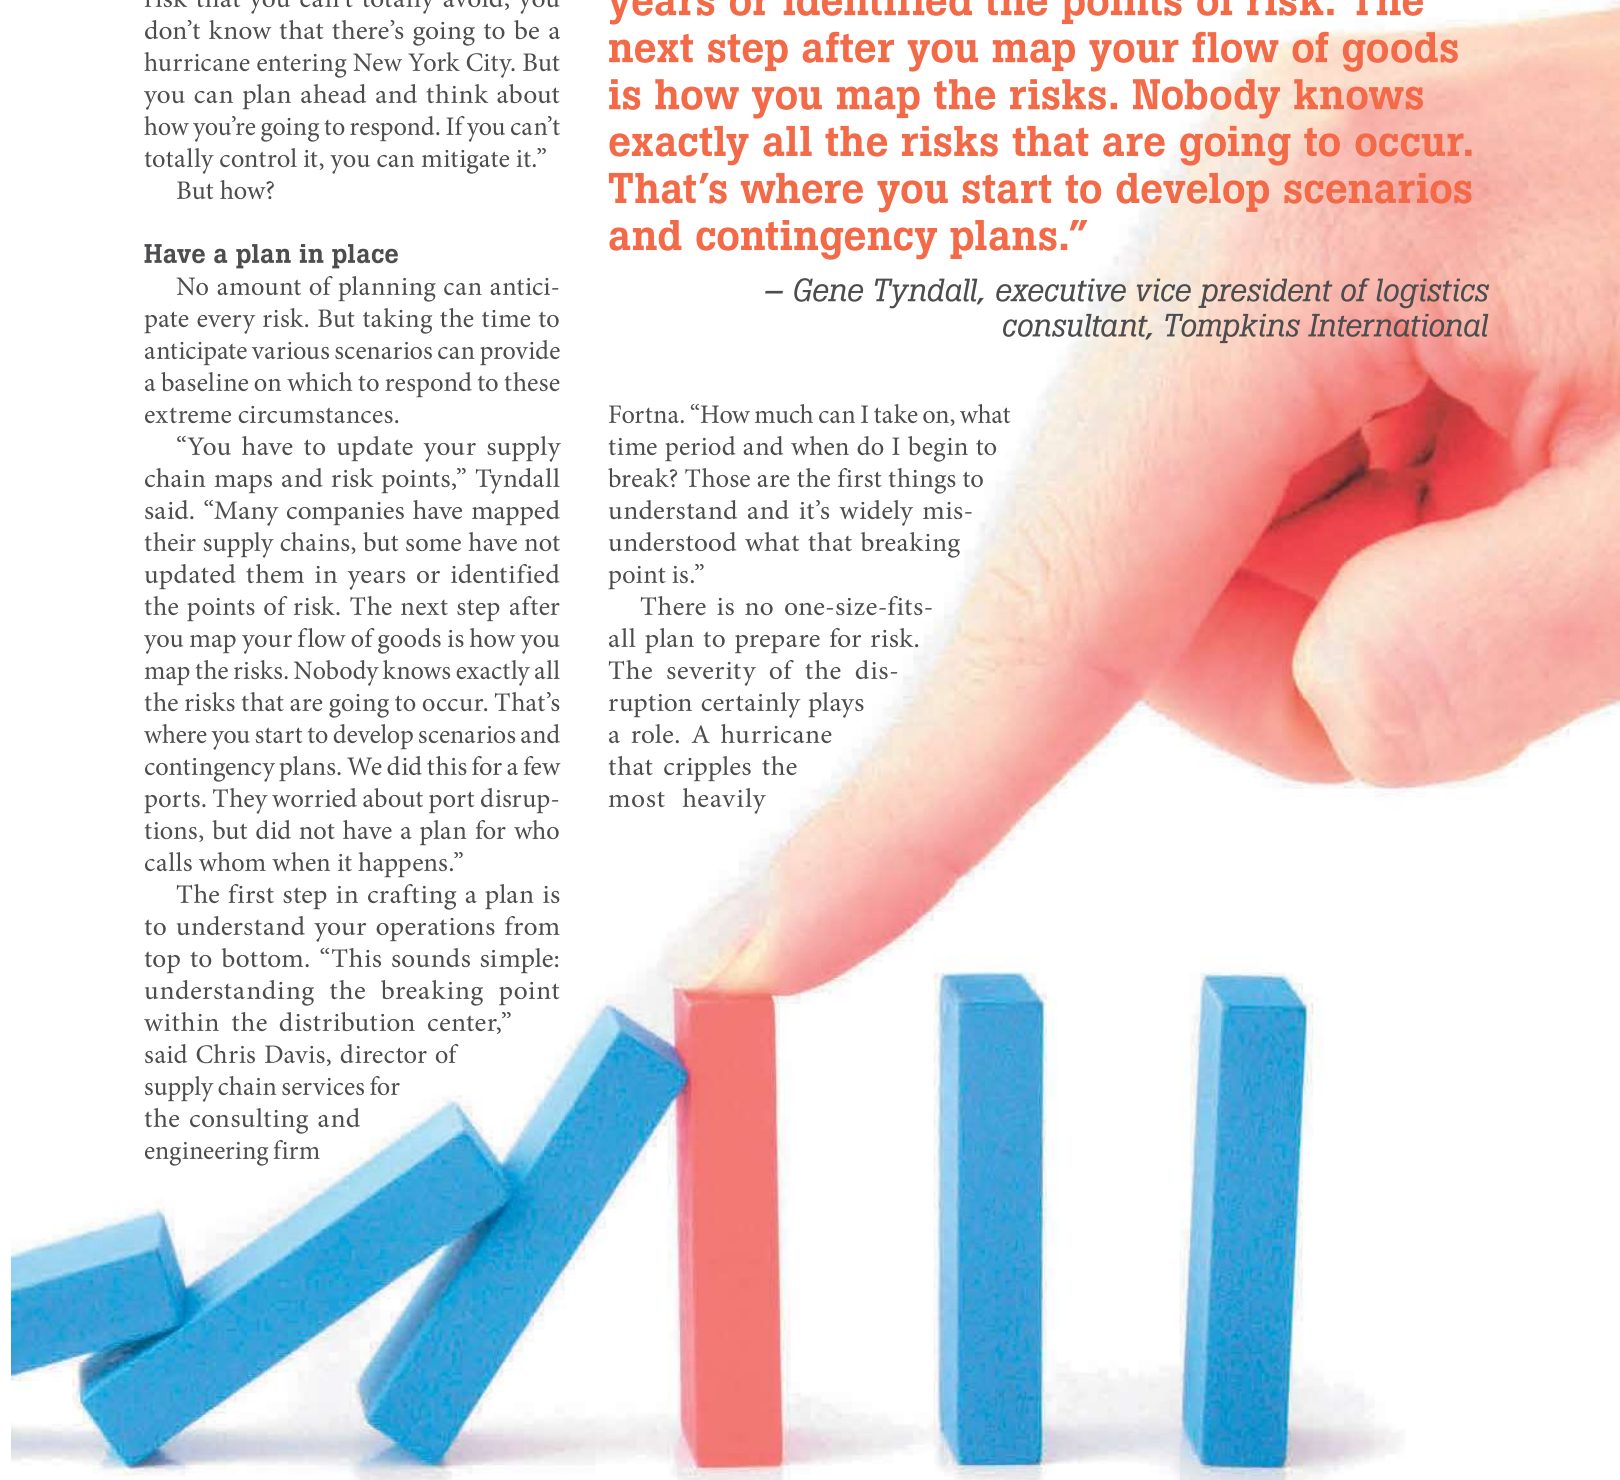 risk that you can't totally avoid, you
don’t know that there’s going to be a
hurricane entering New York City. But
you can plan ahead and think about
how you’re going to respond. If you can’t
totally control it, you can mitigate it.”
But how?
Have a plan in place
No amount of planning can antici-
pate every risk. But taking the time to
anticipate various scenarios can provide
a baseline on which to respond to these
extreme circumstances.
“You have to update your supply
chain maps and risk points,” Tyndall
said. “Many companies have mapped
their supply chains, but some have not
updated them in years or identified
the points of risk. The next step after
you map your flow of goods is how you
map the risks. Nobody knows exactly all
the risks that are going to occur. That’s
where you start to develop scenarios and
contingency plans. We did this for a few
ports. They worried about port disrup-
tions, but did not have a plan for who
calls whom when it happens.”
The first step in crafting a plan is
to understand your operations from
top to bottom. “This sounds simple:
understanding the breaking point
within the distribution center,”
said Chris Davis, director of
supply chain services for
the consulting and
engineering firm
years or identified the points of risk. The
next step after you map your flow of goods
is how you map the risks. Nobody knows
exactly all the risks that are going to occur.
That’s where you start to develop scenarios
and contingency plans.”
– Gene Tyndall, executive vice president of logistics
consultant, Tompkins International
Fortna. “How much can I take on, what
time period and when do I begin to
break? Those are the first things to
understand and it’s widely mis-
understood what that breaking
point is.”
There is no one-size-fits-
all plan to prepare for risk.
The severity of the dis-
ruption certainly plays
a role. A hurricane
that cripples the
most heavily